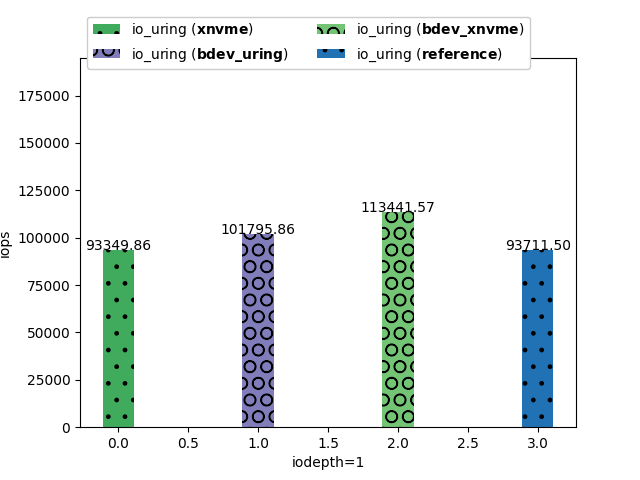 io_uring (xnvme) io_uring (bdev_xnvme)
io_uring (bdev_uring) io_uring (reference)
175000
150000
125000
100000
75000
50000
25000
0
iops
93349.86
101795.86
113441.57
93711.50
0.0 0.5 1.0 1.5 2.0 2.5 3.0
iodepth=1